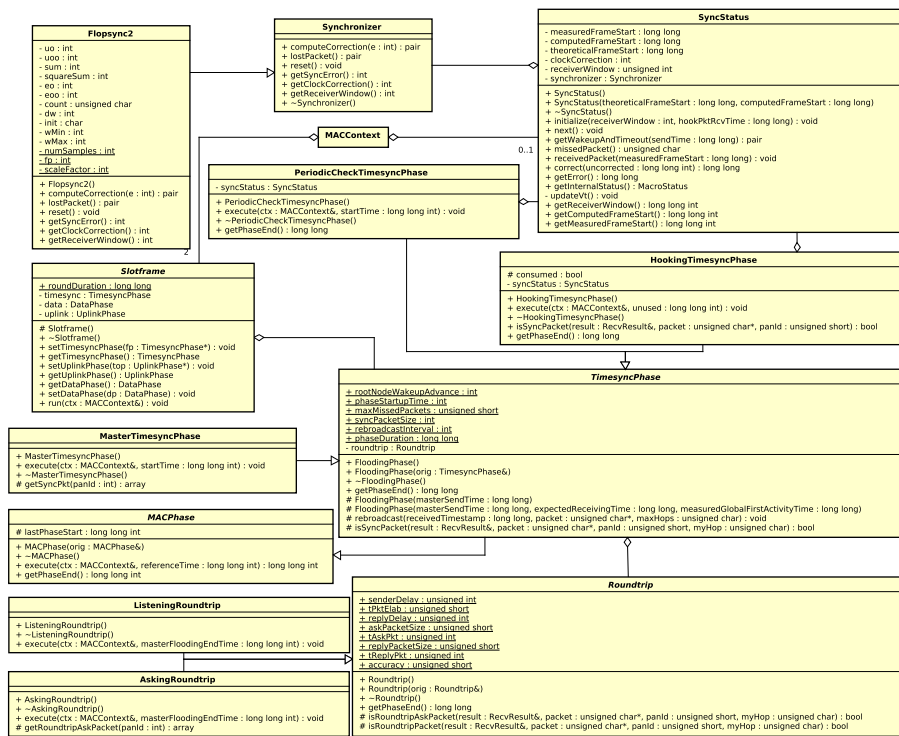 Flopsync2
- uo : int
- uoo : int
- sum : int
- squareSum : int
- eo : int
- eoo : int
- count : unsigned char
- dw : int
- init : char
- wMin : int
- wMax : int
- numSamples : int
- fp : int
- scaleFactor : int
+ Flopsync2()
+ computeCorrection(e : int) : pair
+ lostPacket() : pair
+ reset() : void
+ getSyncError() : int
+ getClockCorrection() : int
+ getReceiverWindow() : int
Synchronizer
+ computeCorrection(e : int) : pair
+ lostPacket() : pair
+ reset() : void
+ getSyncError() : int
+ getClockCorrection() : int
+ getReceiverWindow() : int
+ ~Synchronizer()
SyncStatus
- measuredFrameStart : long long
- computedFrameStart : long long
- theoreticalFrameStart : long long
- clockCorrection : int
- receiverWindow : unsigned int
- synchronizer : Synchronizer
+ SyncStatus()
+ SyncStatus(theoreticalFrameStart : long long, computedFrameStart : long long)
+ ~SyncStatus()
+ initialize(receiverWindow : int, hookPktRcvTime : long long) : void
+ next() : void
+ getWakeupAndTimeout(sendTime : long long) : pair
+ missedPacket() : unsigned char
+ receivedPacket(measuredFrameStart : long long) : void
+ correct(uncorrected : long long int) : long long
+ getError() : long long
+ getInternalStatus() : MacroStatus
- updateVt() : void
+ getReceiverWindow() : long long int
+ getComputedFrameStart() : long long int
+ getMeasuredFrameStart() : long long int
MACContext
0..1
2
PeriodicCheckTimesyncPhase
- syncStatus : SyncStatus
+ PeriodicCheckTimesyncPhase()
+ execute(ctx : MACContext&, startTime : long long int) : void
+ ~PeriodicCheckTimesyncPhase()
+ getPhaseEnd() : long long
HookingTimesyncPhase
# consumed : bool
- syncStatus : SyncStatus
+ HookingTimesyncPhase()
+ execute(ctx : MACContext&, unused : long long int) : void
+ ~HookingTimesyncPhase()
+ isSyncPacket(result : RecvResult&, packet : unsigned char*, panId : unsigned short) : bool
+ getPhaseEnd() : long long
Slotframe
+ roundDuration : long long
- timesync : TimesyncPhase
- data : DataPhase
- uplink : UplinkPhase
# Slotframe()
+ ~Slotframe()
+ setTimesyncPhase(fp : TimesyncPhase*) : void
+ getTimesyncPhase() : TimesyncPhase
+ setUplinkPhase(top : UplinkPhase*) : void
+ getUplinkPhase() : UplinkPhase
+ getDataPhase() : DataPhase
+ setDataPhase(dp : DataPhase) : void
+ run(ctx : MACContext&) : void
TimesyncPhase
+ rootNodeWakeupAdvance : int
+ phaseStartupTime : int
+ maxMissedPackets : unsigned short
+ syncPacketSize : int
+ rebroadcastInterval : int
+ phaseDuration : long long
- roundtrip : Roundtrip
+ FloodingPhase()
+ FloodingPhase(orig : TimesyncPhase&)
+ ~FloodingPhase()
+ getPhaseEnd() : long long
# FloodingPhase(masterSendTime : long long)
# FloodingPhase(masterSendTime : long long, expectedReceivingTime : long long, measuredGlobalFirstActivityTime : long long)
# rebroadcast(receivedTimestamp : long long, packet : unsigned char*, maxHops : unsigned char) : void
# isSyncPacket(result : RecvResult&, packet : unsigned char*, panId : unsigned short, myHop : unsigned char) : bool
MasterTimesyncPhase
+ MasterTimesyncPhase()
+ execute(ctx : MACContext&, startTime : long long int) : void
+ ~MasterTimesyncPhase()
# getSyncPkt(panId : int) : array
MACPhase
# lastPhaseStart : long long int
+ MACPhase(orig : MACPhase&)
+ ~MACPhase()
+ execute(ctx : MACContext&, referenceTime : long long int) : long long int
+ getPhaseEnd() : long long int
Roundtrip
+ senderDelay : unsigned int
+ tPktElab : unsigned short
+ replyDelay : unsigned int
+ askPacketSize : unsigned short
+ tAskPkt : unsigned int
+ replyPacketSize : unsigned short
+ tReplyPkt : unsigned int
+ accuracy : unsigned short
+ Roundtrip()
+ Roundtrip(orig : Roundtrip&)
+ ~Roundtrip()
+ getPhaseEnd() : long long
# isRoundtripAskPacket(result : RecvResult&, packet : unsigned char*, panId : unsigned short, myHop : unsigned char) : bool
# isRoundtripPacket(result : RecvResult&, packet : unsigned char*, panId : unsigned short, myHop : unsigned char) : bool
ListeningRoundtrip
+ ListeningRoundtrip()
+ ~ListeningRoundtrip()
+ execute(ctx : MACContext&, masterFloodingEndTime : long long int) : void
AskingRoundtrip
+ AskingRoundtrip()
+ ~AskingRoundtrip()
+ execute(ctx : MACContext&, masterFloodingEndTime : long long int) : void
# getRoundtripAskPacket(panId : int) : array